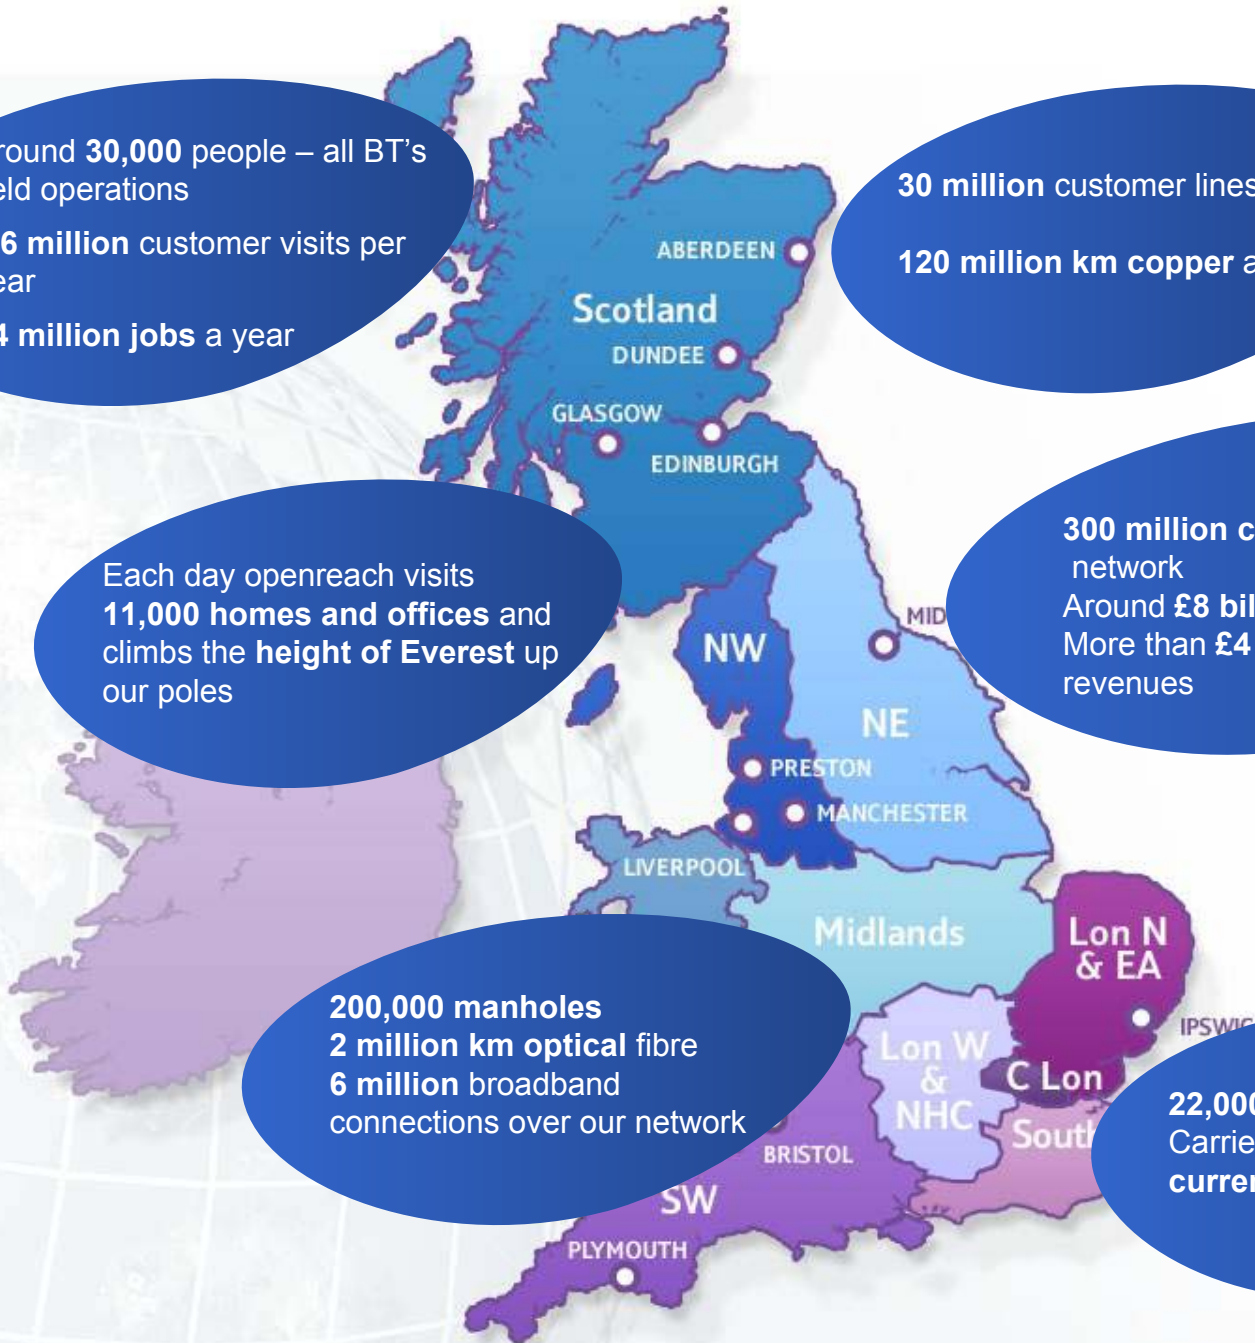 round 30,000 people – all BT's
eld operations
6 million customer visits per
ear
4 million jobs a year
30 million customer lines
120 million km copper a
ABERDEEN
Scotland
DUNDEE
GLASGOW
EDINBURGH
Each day openreach visits
11,000 homes and offices and
climbs the height of Everest up
our poles
300 million c
network
Around £8 bil
More than £4
revenues
MID
NW
NE
PRESTON
MANCHESTER
LIVERPOOL
Midlands
Lon N
& EA
IPSWIC
200,000 manholes
2 million km optical fibre
6 million broadband
connections over our network
Lon W
&
NHC
C Lon
South
22,000
Carrie
curren
BRISTOL
SW
PLYMOUTH